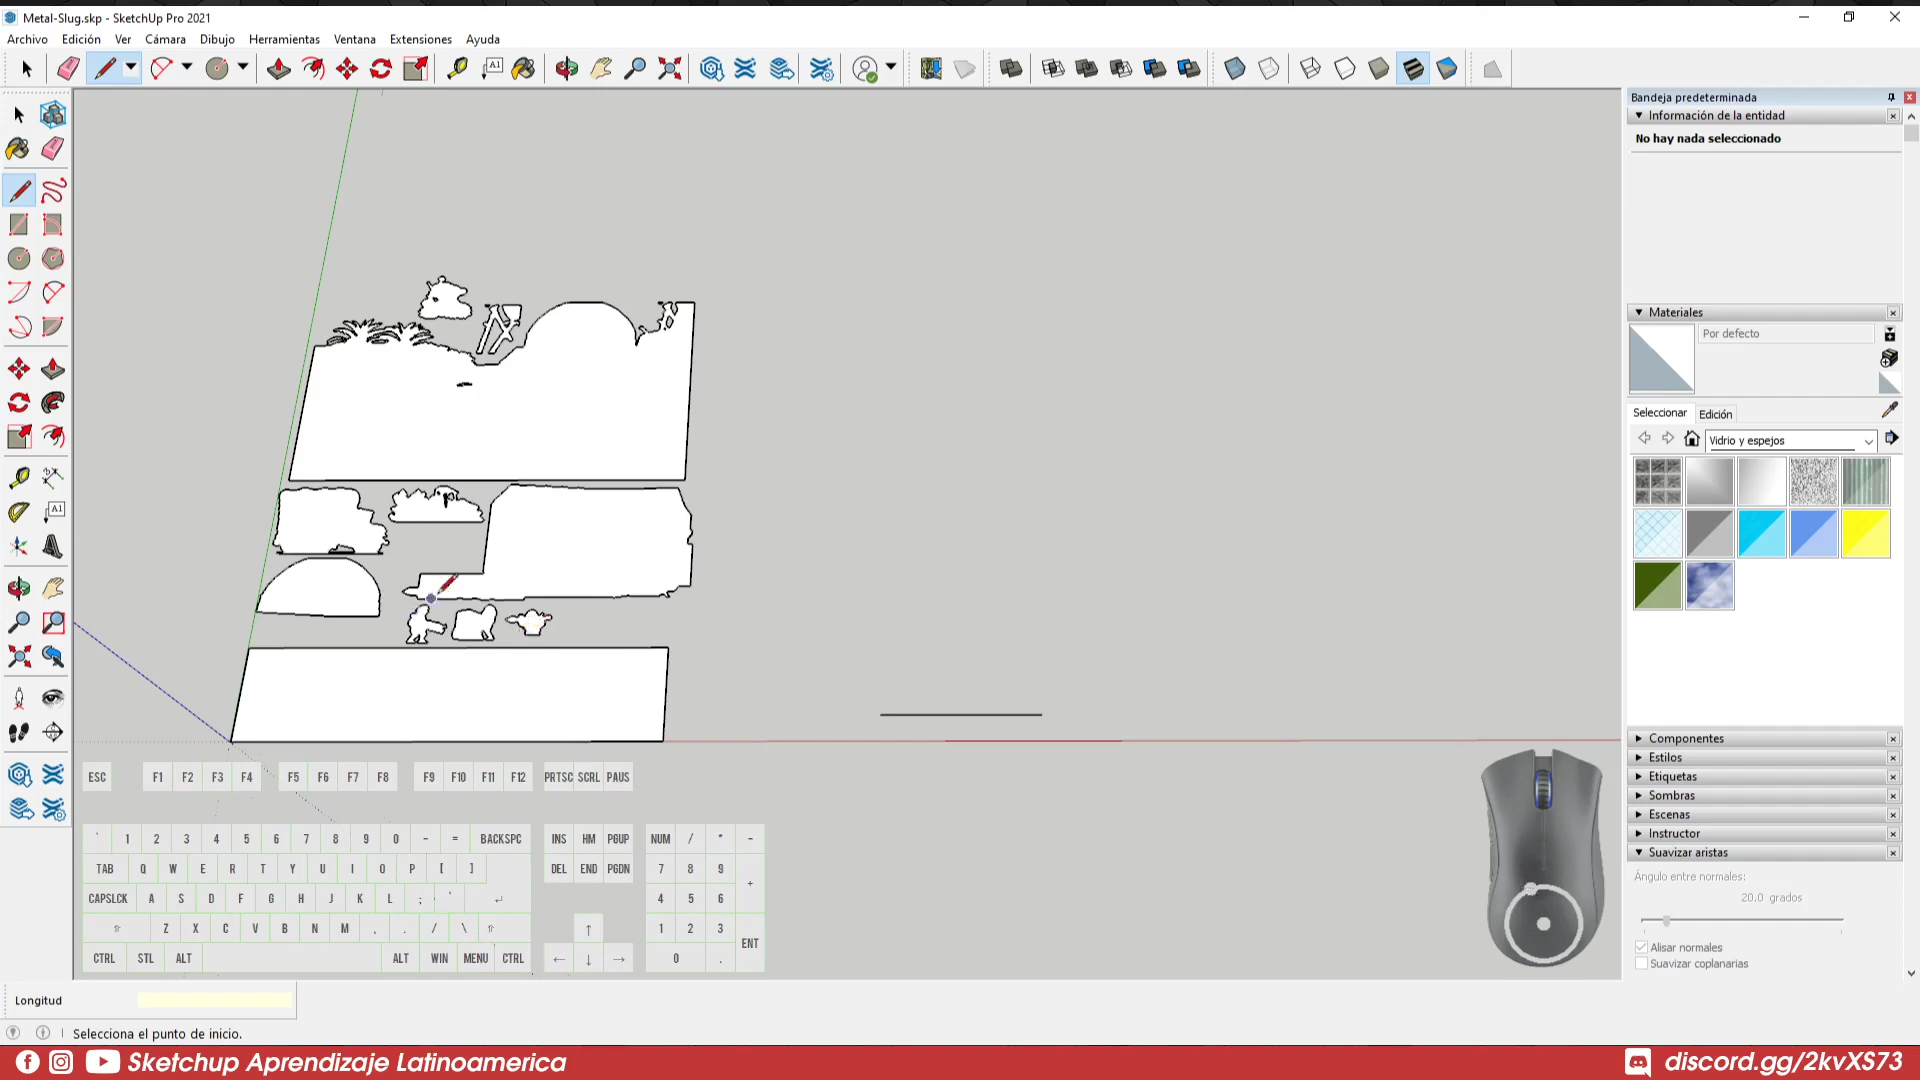 Metal-Slug.skp - SketchUp Pro 2021
Archivo Edición Ver Cámara Dibujo Herramientas Ventana Extensiones Ayuda
A1
Bandeja predeterminada
Información de la entidad
No hay nada seleccionado
Materiales
Por defecto
Seleccionar Edición
Vidrio y espejos
A1
Componentes
Estilos
Etiquetas
Sombras
Escenas
Instructor
Suavizar aristas
Ángulo entre normales:
20.0 grados
Alisar normales
Suavizar coplanarias
ESC F1 F2 F3 F4 F5 F6 F7 F8 F9 F10 F11 F12 PRTSC SCRL PAUS
` 1 2 3 4 5 6 7 8 9 0 - = BACKSPC INS HM PGUP NUM / * -
TAB Q W E R T Y U I O P [ ] DEL END PGDN 7 8 9 +
CAPSLCK A S D F G H J K L ; ' ↵ 4 5 6
⇧ Z X C V B N M , . / \ ⇧ ↑ 1 2 3 ENT
CTRL STL ALT ALT WIN MENU CTRL ← ↓ → 0 .
Longitud
Selecciona el punto de inicio.
Sketchup Aprendizaje Latinoamerica
discord.gg/2kvXS73